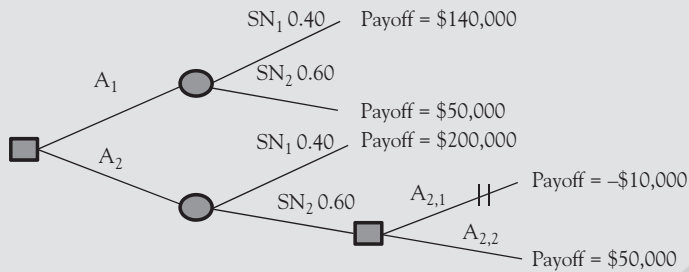 SN₁ 0.40 Payoff = $140,000
A₁
SN₂ 0.60
Payoff = $50,000
A₂
SN₁ 0.40 Payoff = $200,000
SN₂ 0.60
A₂,₁
Payoff = –$10,000
A₂,₂
Payoff = $50,000